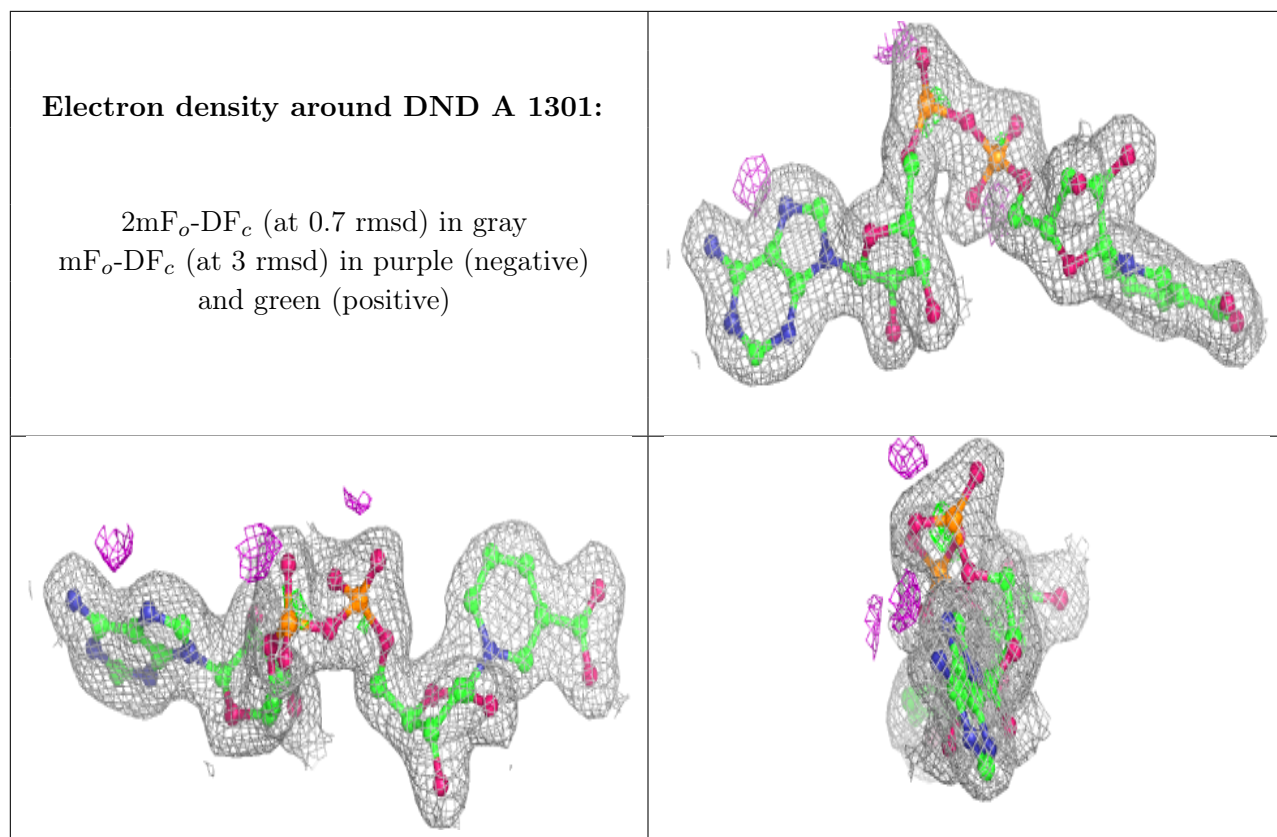 Electron density around DND A 1301:
2mFo-DFc (at 0.7 rmsd) in gray
mFo-DFc (at 3 rmsd) in purple (negative)
and green (positive)